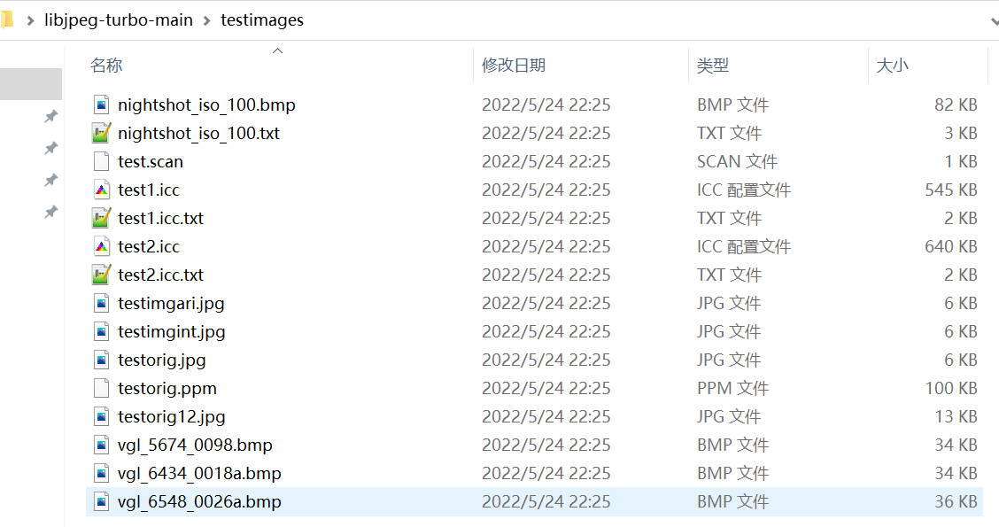 libjpeg-turbo-main > testimages
名称 修改日期 类型 大小
nightshot_iso_100.bmp 2022/5/24 22:25 BMP 文件 82 KB
nightshot_iso_100.txt 2022/5/24 22:25 TXT 文件 3 KB
test.scan 2022/5/24 22:25 SCAN 文件 1 KB
test1.icc 2022/5/24 22:25 ICC 配置文件 545 KB
test1.icc.txt 2022/5/24 22:25 TXT 文件 2 KB
test2.icc 2022/5/24 22:25 ICC 配置文件 640 KB
test2.icc.txt 2022/5/24 22:25 TXT 文件 2 KB
testimgari.jpg 2022/5/24 22:25 JPG 文件 6 KB
testimgint.jpg 2022/5/24 22:25 JPG 文件 6 KB
testorig.jpg 2022/5/24 22:25 JPG 文件 6 KB
testorig.ppm 2022/5/24 22:25 PPM 文件 100 KB
testorig12.jpg 2022/5/24 22:25 JPG 文件 13 KB
vgl_5674_0098.bmp 2022/5/24 22:25 BMP 文件 34 KB
vgl_6434_0018a.bmp 2022/5/24 22:25 BMP 文件 34 KB
vgl_6548_0026a.bmp 2022/5/24 22:25 BMP 文件 36 KB